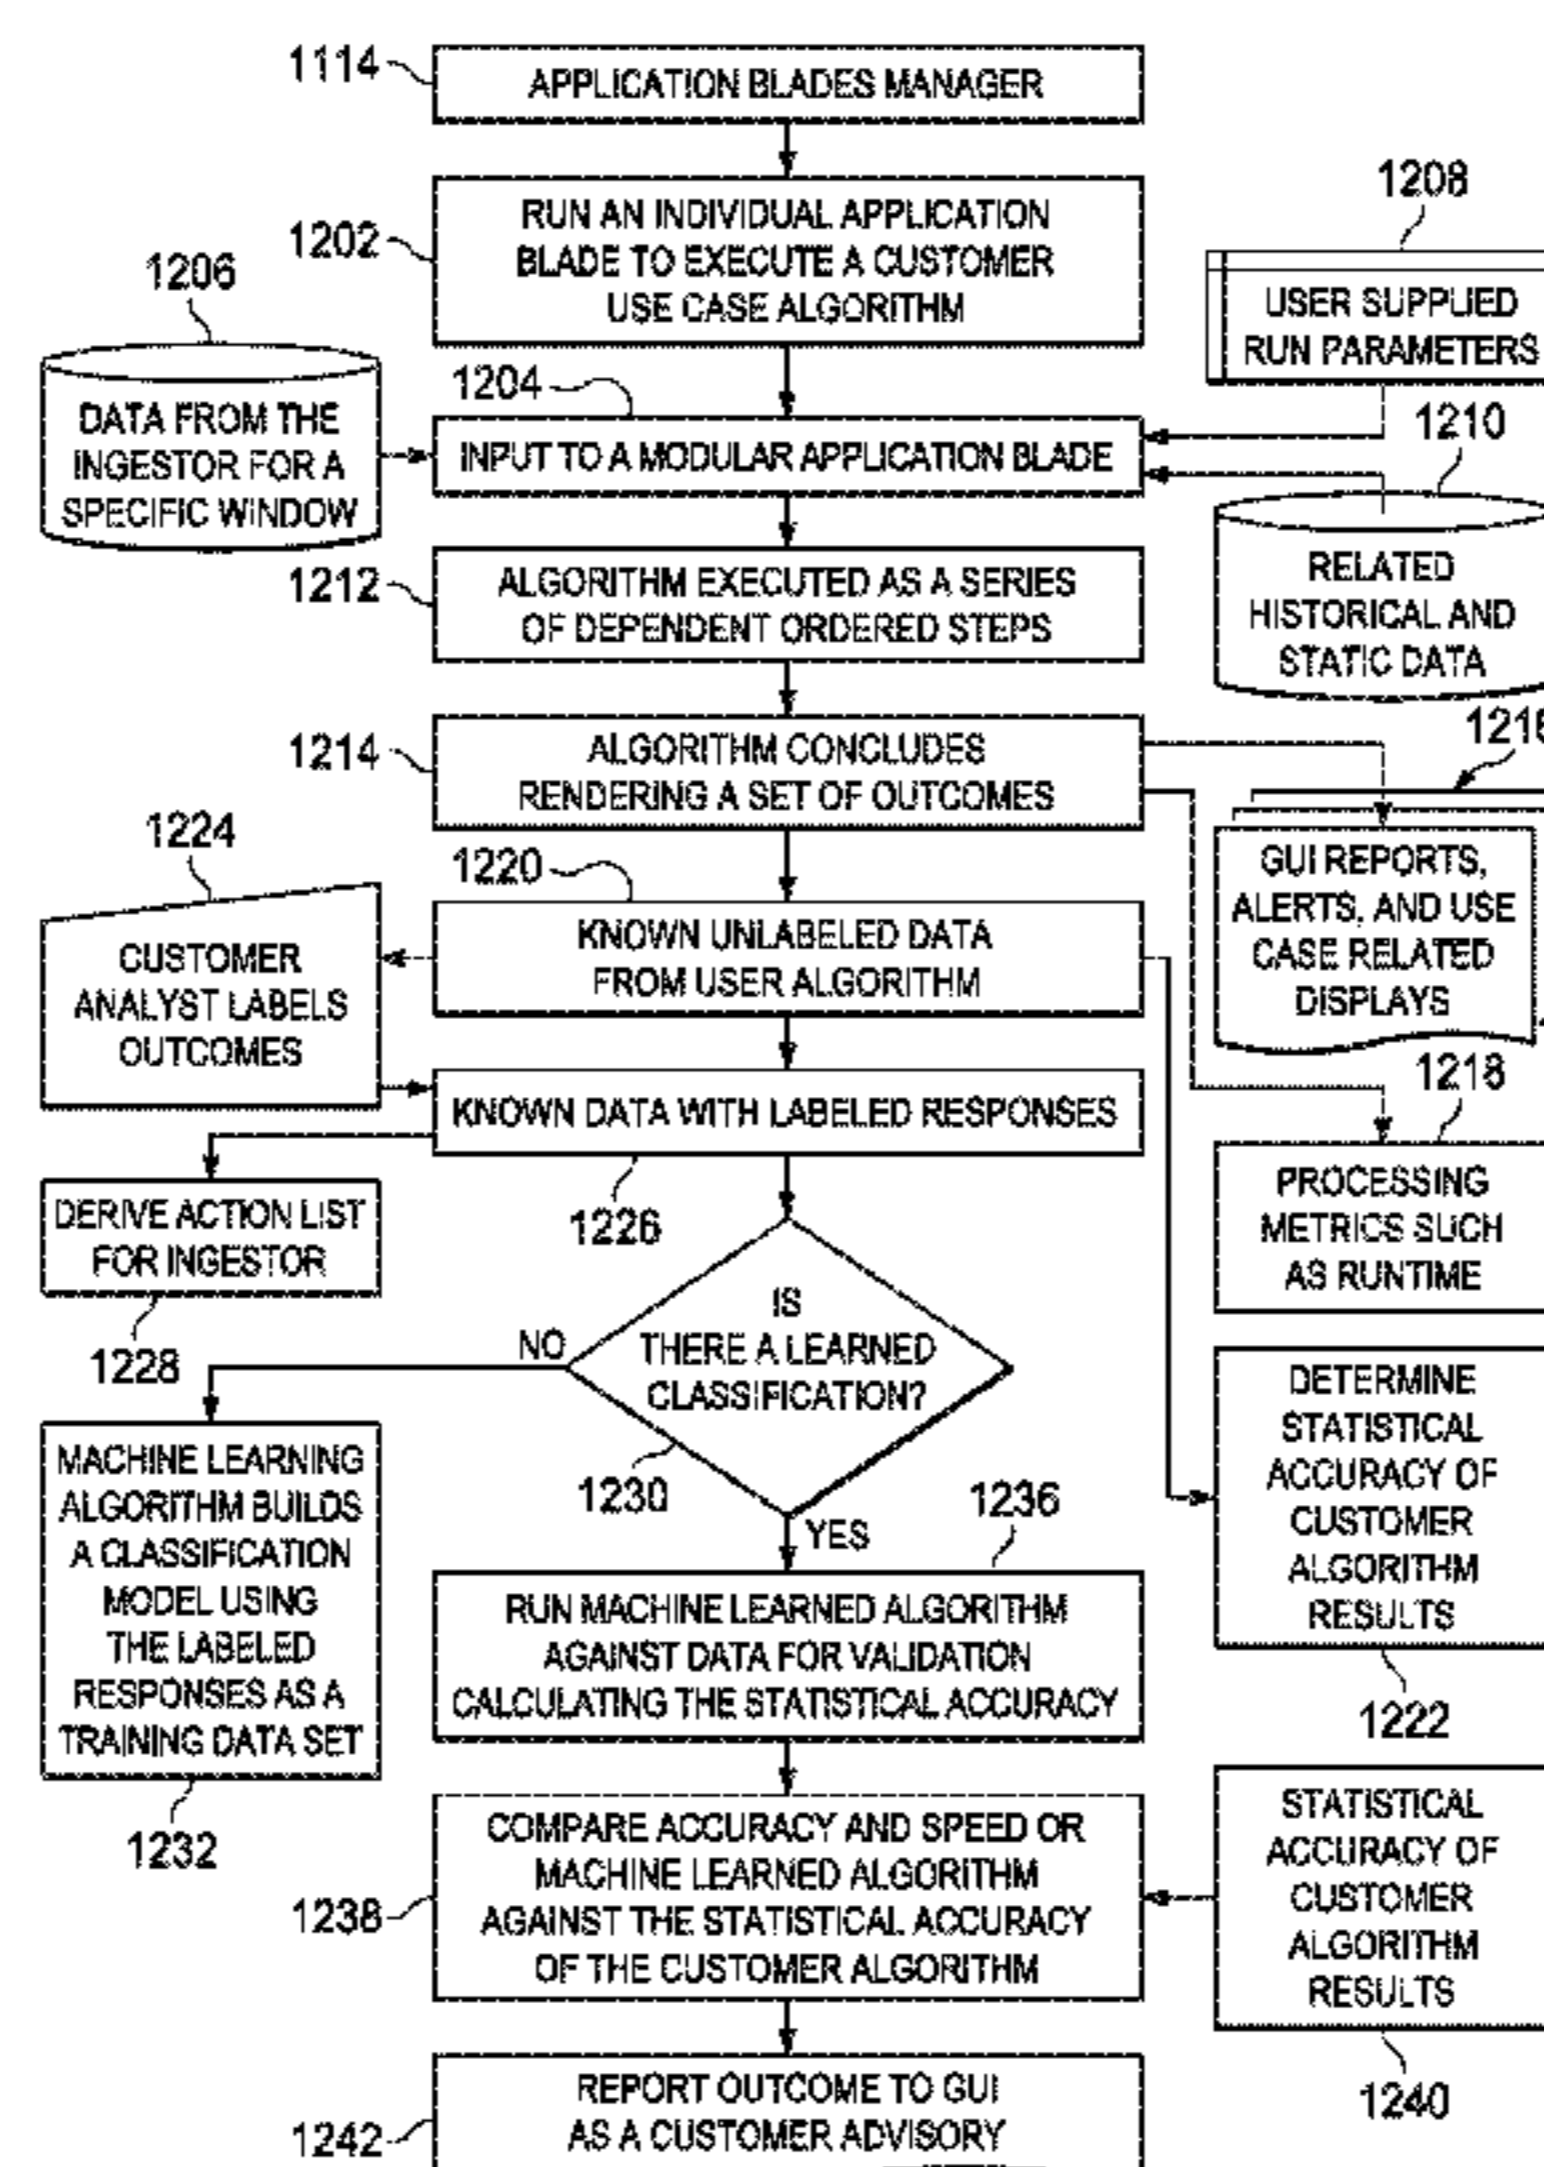 1114
APPLICATION BLADES MANAGER
1202
RUN AN INDIVIDUAL APPLICATION
BLADE TO EXECUTE A CUSTOMER
USE CASE ALGORITHM
1206
DATA FROM THE
INGESTOR FOR A
SPECIFIC WINDOW
1208
USER SUPPLIED
RUN PARAMETERS
1204
INPUT TO A MODULAR APPLICATION BLADE
1210
RELATED
HISTORICAL AND
STATIC DATA
1212
ALGORITHM EXECUTED AS A SERIES
OF DEPENDENT ORDERED STEPS
1214
ALGORITHM CONCLUDES
RENDERING A SET OF OUTCOMES
1216
GUI REPORTS,
ALERTS, AND USE
CASE RELATED
DISPLAYS
1224
CUSTOMER
ANALYST LABELS
OUTCOMES
1220
KNOWN UNLABELED DATA
FROM USER ALGORITHM
1218
PROCESSING
METRICS SUCH
AS RUNTIME
KNOWN DATA WITH LABELED RESPONSES
1226
DERIVE ACTION LIST
FOR INGESTOR
1228
IS
THERE A LEARNED
CLASSIFICATION?
NO
1230
YES
DETERMINE
STATISTICAL
ACCURACY OF
CUSTOMER
ALGORITHM
RESULTS
1222
MACHINE LEARNING
ALGORITHM BUILDS
A CLASSIFICATION
MODEL USING
THE LABELED
RESPONSES AS A
TRAINING DATA SET
1232
1236
RUN MACHINE LEARNED ALGORITHM
AGAINST DATA FOR VALIDATION
CALCULATING THE STATISTICAL ACCURACY
1238
COMPARE ACCURACY AND SPEED OR
MACHINE LEARNED ALGORITHM
AGAINST THE STATISTICAL ACCURACY
OF THE CUSTOMER ALGORITHM
STATISTICAL
ACCURACY OF
CUSTOMER
ALGORITHM
RESULTS
1240
1242
REPORT OUTCOME TO GUI
AS A CUSTOMER ADVISORY